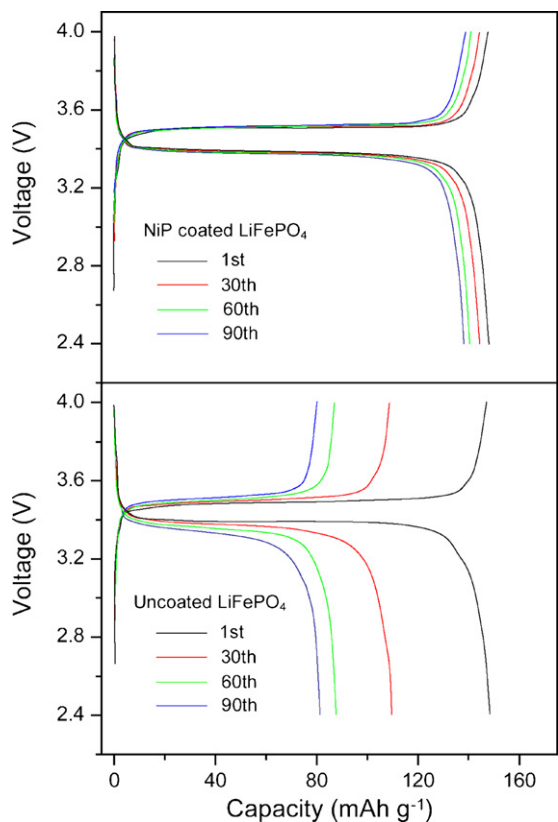 4.0
3.6
3.2
2.8
2.4
Voltage (V)
NiP coated LiFePO₄
1st
30th
60th
90th
4.0
3.6
3.2
2.8
2.4
Voltage (V)
Uncoated LiFePO₄
1st
30th
60th
90th
0 40 80 120 160
Capacity (mAh g⁻¹)